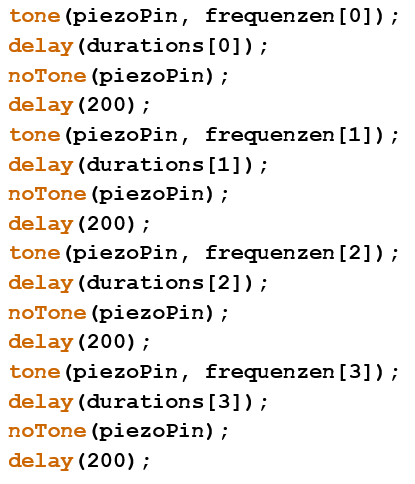 tone(piezoPin, frequenzen[0]);
delay(durations[0]);
noTone(piezoPin);
delay(200);
tone(piezoPin, frequenzen[1]);
delay(durations[1]);
noTone(piezoPin);
delay(200);
tone(piezoPin, frequenzen[2]);
delay(durations[2]);
noTone(piezoPin);
delay(200);
tone(piezoPin, frequenzen[3]);
delay(durations[3]);
noTone(piezoPin);
delay(200);